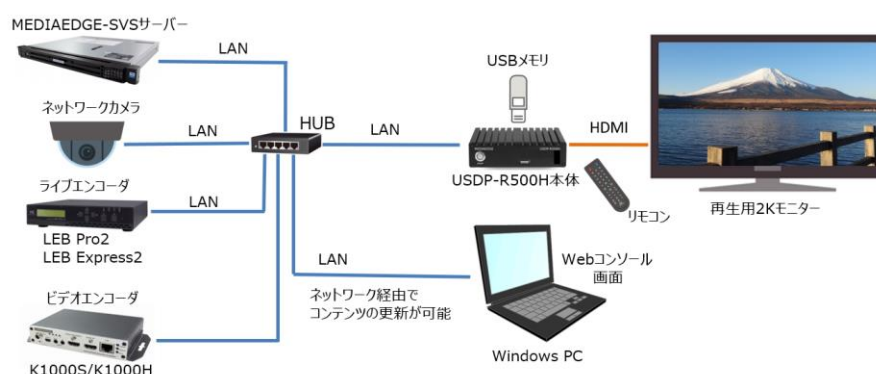 MEDIAEDGE-SVSサーバー
LAN
ネットワークカメラ
LAN
HUB
LAN
USBメモリ
HDMI
USDP-R500H本体
リモコン
再生用2Kモニター
ライブエンコーダ
LAN
LEB Pro2
LEB Express2
LAN
ネットワーク経由で
コンテンツの更新が可能
Webコンソール
画面
Windows PC
ビデオエンコーダ
K1000S/K1000H